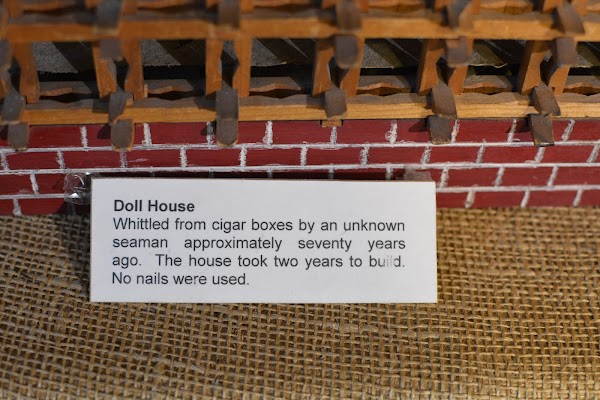 Doll House
Whittled from cigar boxes by an unknown
seaman approximately seventy years
ago. The house took two years to build.
No nails were used.